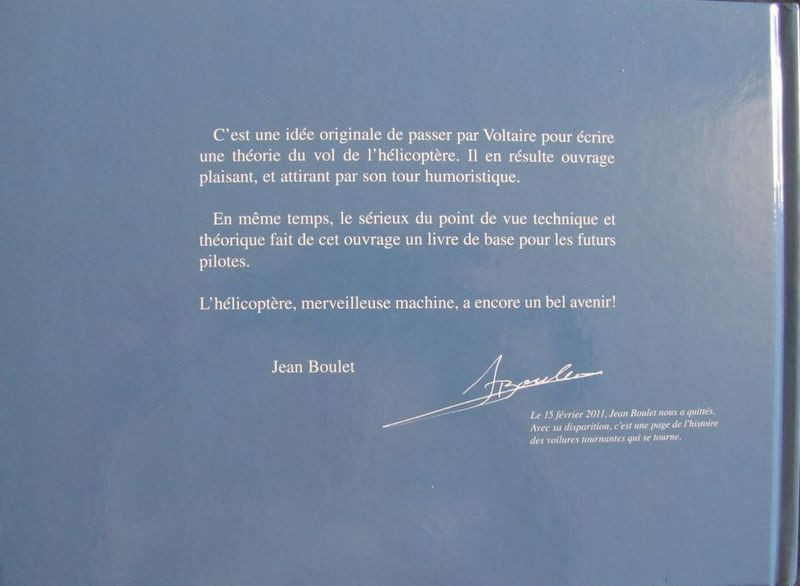 C'est une idée originale de passer par Voltaire pour écrire
une théorie du vol de l'hélicoptère. Il en résulte ouvrage
plaisant, et attirant par son tour humoristique.
En même temps, le sérieux du point de vue technique et
théorique fait de cet ouvrage un livre de base pour les futurs
pilotes.
L'hélicoptère, merveilleuse machine, a encore un bel avenir!
Jean Boulet
JBoulet
Le 15 février 2011, Jean Boulet nous a quittés.
Avec sa disparition, c'est une page de l'histoire
des voilures tournantes qui se tourne.